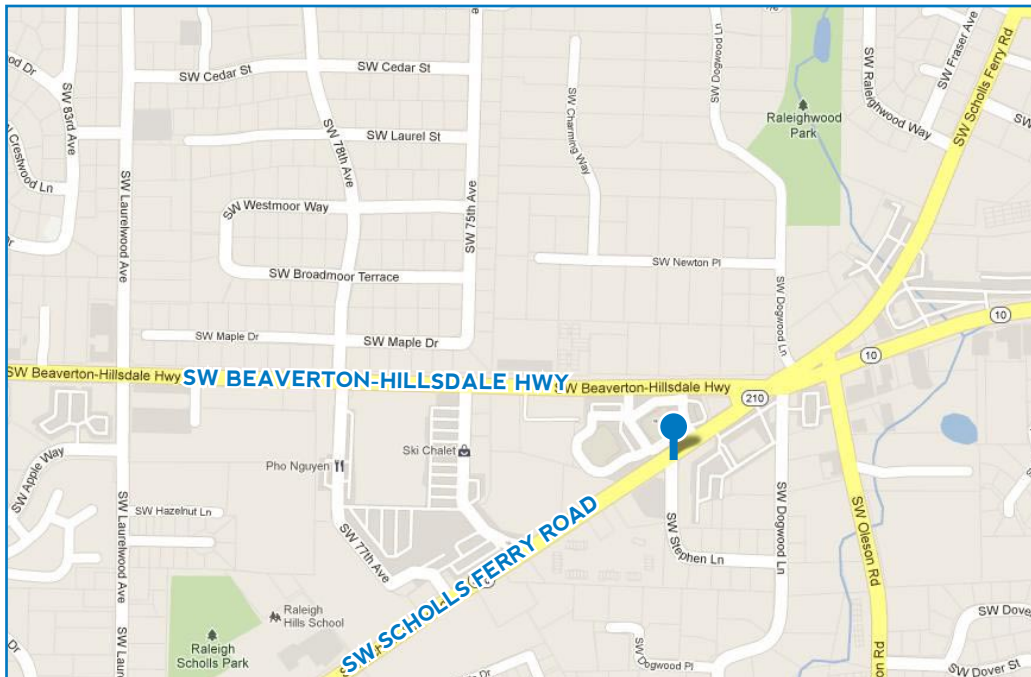 SW Cedar St
SW Cedar St
SW 83rd Ave
SW 78th Ave
SW Laurel St
SW Dogwood Ln
SW Charming Way
Raleighwood
Park
SW Raleighwood Way
SW Fraser Ave
SW Scholls Ferry Rd
Crestwood Ln
SW Laurelwood Ave
SW Westmoor Way
SW 75th Ave
SW Broadmoor Terrace
SW Newton Pl
SW Dogwood Ln
SW Maple Dr
SW Maple Dr
10
10
SW Beaverton-Hillsdale Hwy
SW BEAVERTON-HILLSDALE HWY
SW Beaverton-Hillsdale Hwy
210
Ski Chalet
Pho Nguyen
SW Apple Way
SW Laurelwood Ave
SW Hazelnut Ln
SW 77th Ave
SW SCHOLLS FERRY ROAD
SW Stephen Ln
SW Dogwood Ln
SW Oleson Rd
Raleigh
Hills School
Raleigh
Scholls Park
SW Dogwood Pl
SW Dover St